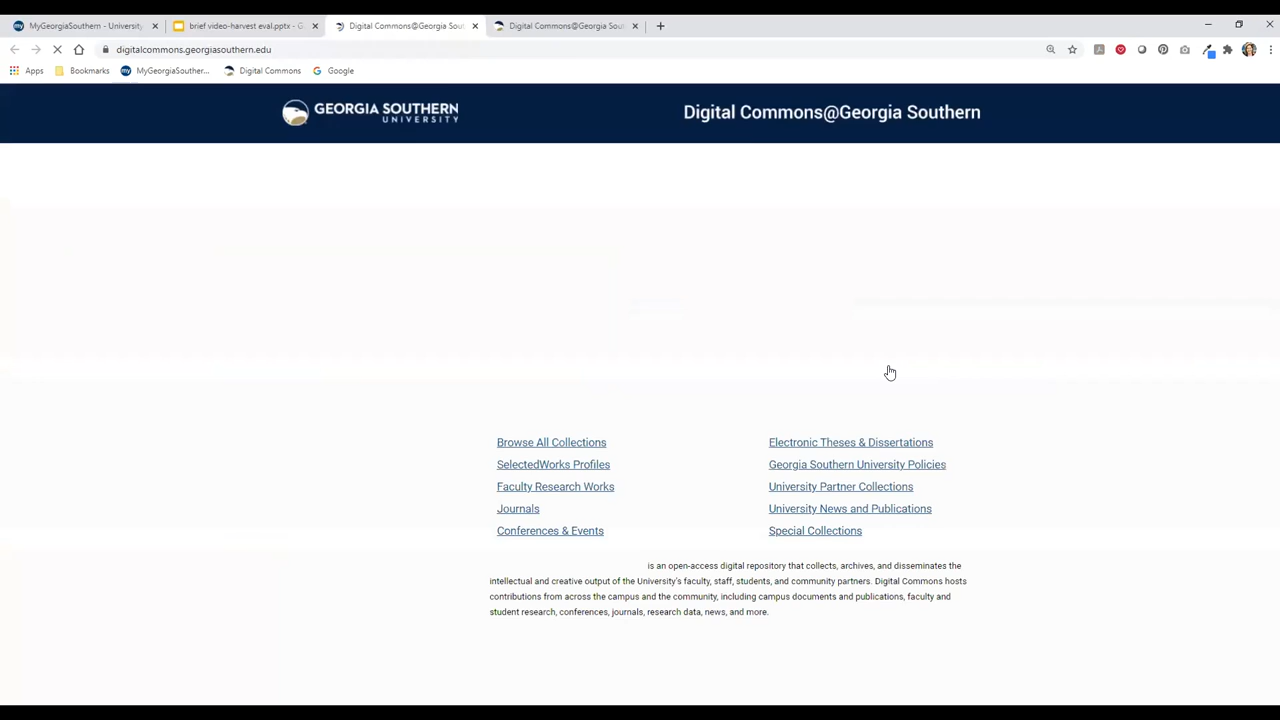 MyGeorgiaSouthern - University
brief video-harvest eval.pptx - G
Digital Commons@Georgia Sout
Digital Commons@Georgia Sout
digitalcommons.georgiasouthern.edu
Apps
Bookmarks
MyGeorgiaSouther...
Digital Commons
Google
GEORGIA SOUTHERN
UNIVERSITY
Digital Commons@Georgia Southern
Browse All Collections
SelectedWorks Profiles
Faculty Research Works
Journals
Conferences & Events
Electronic Theses & Dissertations
Georgia Southern University Policies
University Partner Collections
University News and Publications
Special Collections
is an open-access digital repository that collects, archives, and disseminates the
intellectual and creative output of the University's faculty, staff, students, and community partners. Digital Commons hosts
contributions from across the campus and the community, including campus documents and publications, faculty and
student research, conferences, journals, research data, news, and more.